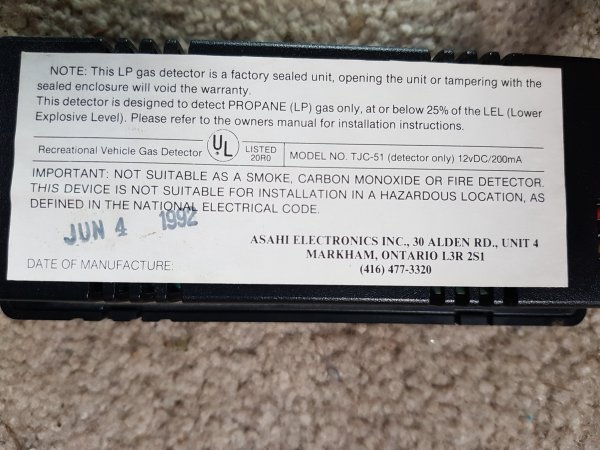 NOTE: This LP gas detector is a factory sealed unit, opening the unit or tampering with the
sealed enclosure will void the warranty.
This detector is designed to detect PROPANE (LP) gas only, at or below 25% of the LEL (Lower
Explosive Level). Please refer to the owners manual for installation instructions.
Recreational Vehicle Gas Detector UL LISTED 20R0 MODEL NO. TJC-51 (detector only) 12vDC/200mA
IMPORTANT: NOT SUITABLE AS A SMOKE, CARBON MONOXIDE OR FIRE DETECTOR.
THIS DEVICE IS NOT SUITABLE FOR INSTALLATION IN A HAZARDOUS LOCATION, AS
DEFINED IN THE NATIONAL ELECTRICAL CODE.
JUN 4 1992
ASAHI ELECTRONICS INC., 30 ALDEN RD., UNIT 4
MARKHAM, ONTARIO L3R 2S1
(416) 477-3320
DATE OF MANUFACTURE: